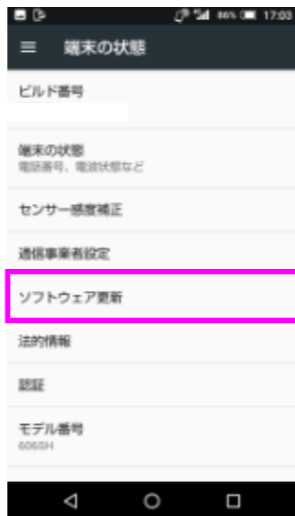 86% 17:03
端末の状態
ビルド番号
端末の状態
電話番号、電波状態など
センサー感度補正
通信事業者設定
ソフトウェア更新
法的情報
認証
モデル番号
606SH